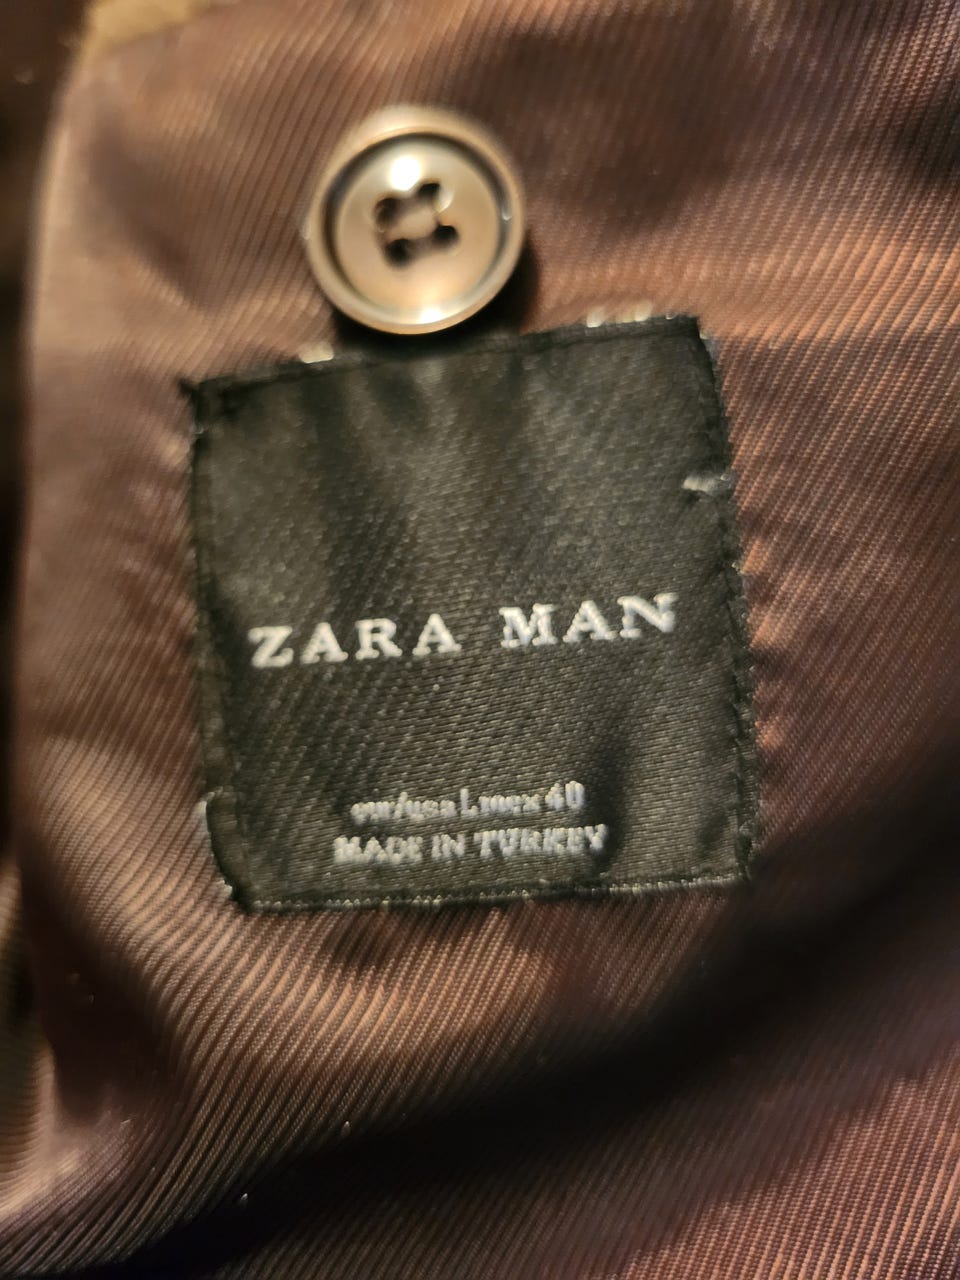 ZARA MAN
eur/usa L mex 40
MADE IN TURKEY